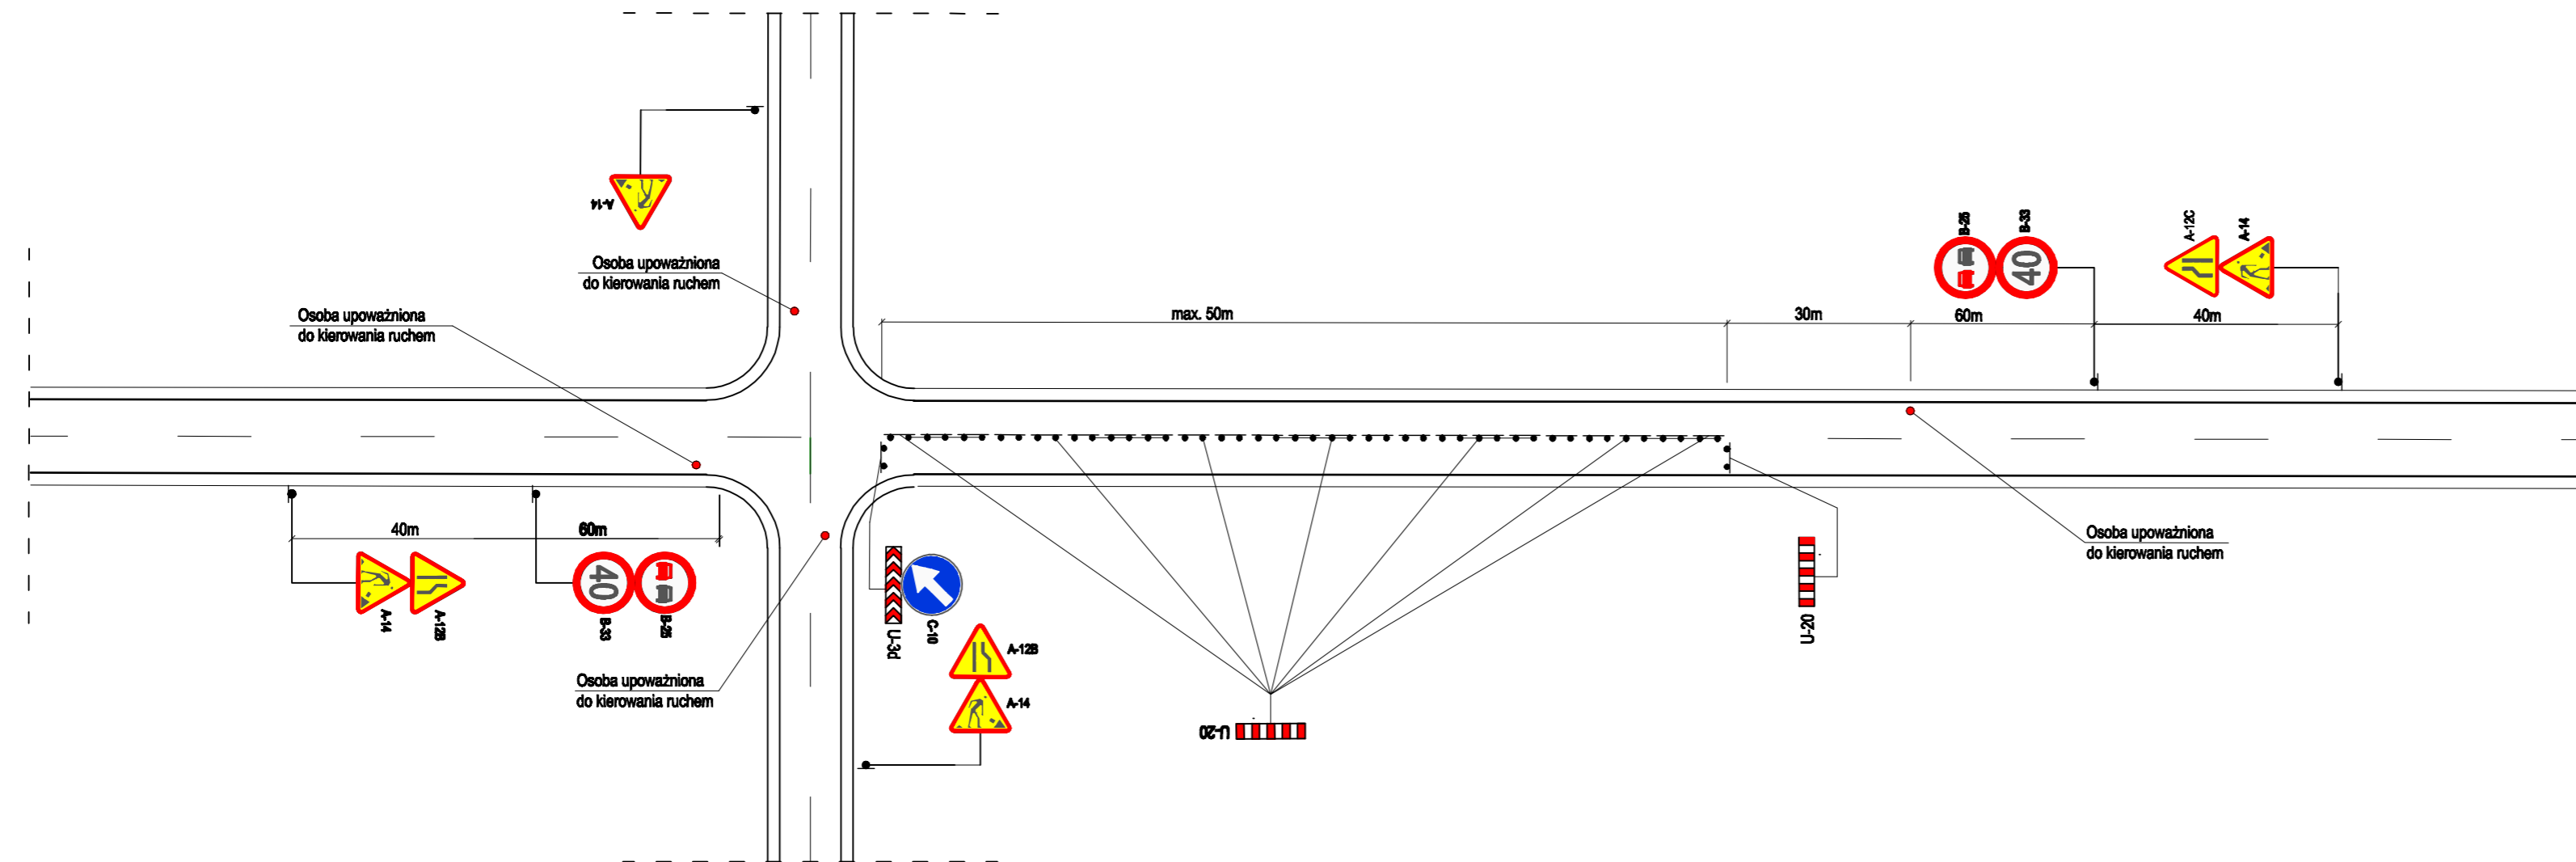 A-14
Osoba upoważniona
do kierowania ruchem
Osoba upoważniona
do kierowania ruchem
max. 50m
30m
60m
40m
B-25
B-33
40
A-12C
A-14
40m
60m
A-14
A-12B
40
B-33
B-25
U-3d
C-10
A-12B
A-14
Osoba upoważniona
do kierowania ruchem
U-20
U-20
Osoba upoważniona
do kierowania ruchem